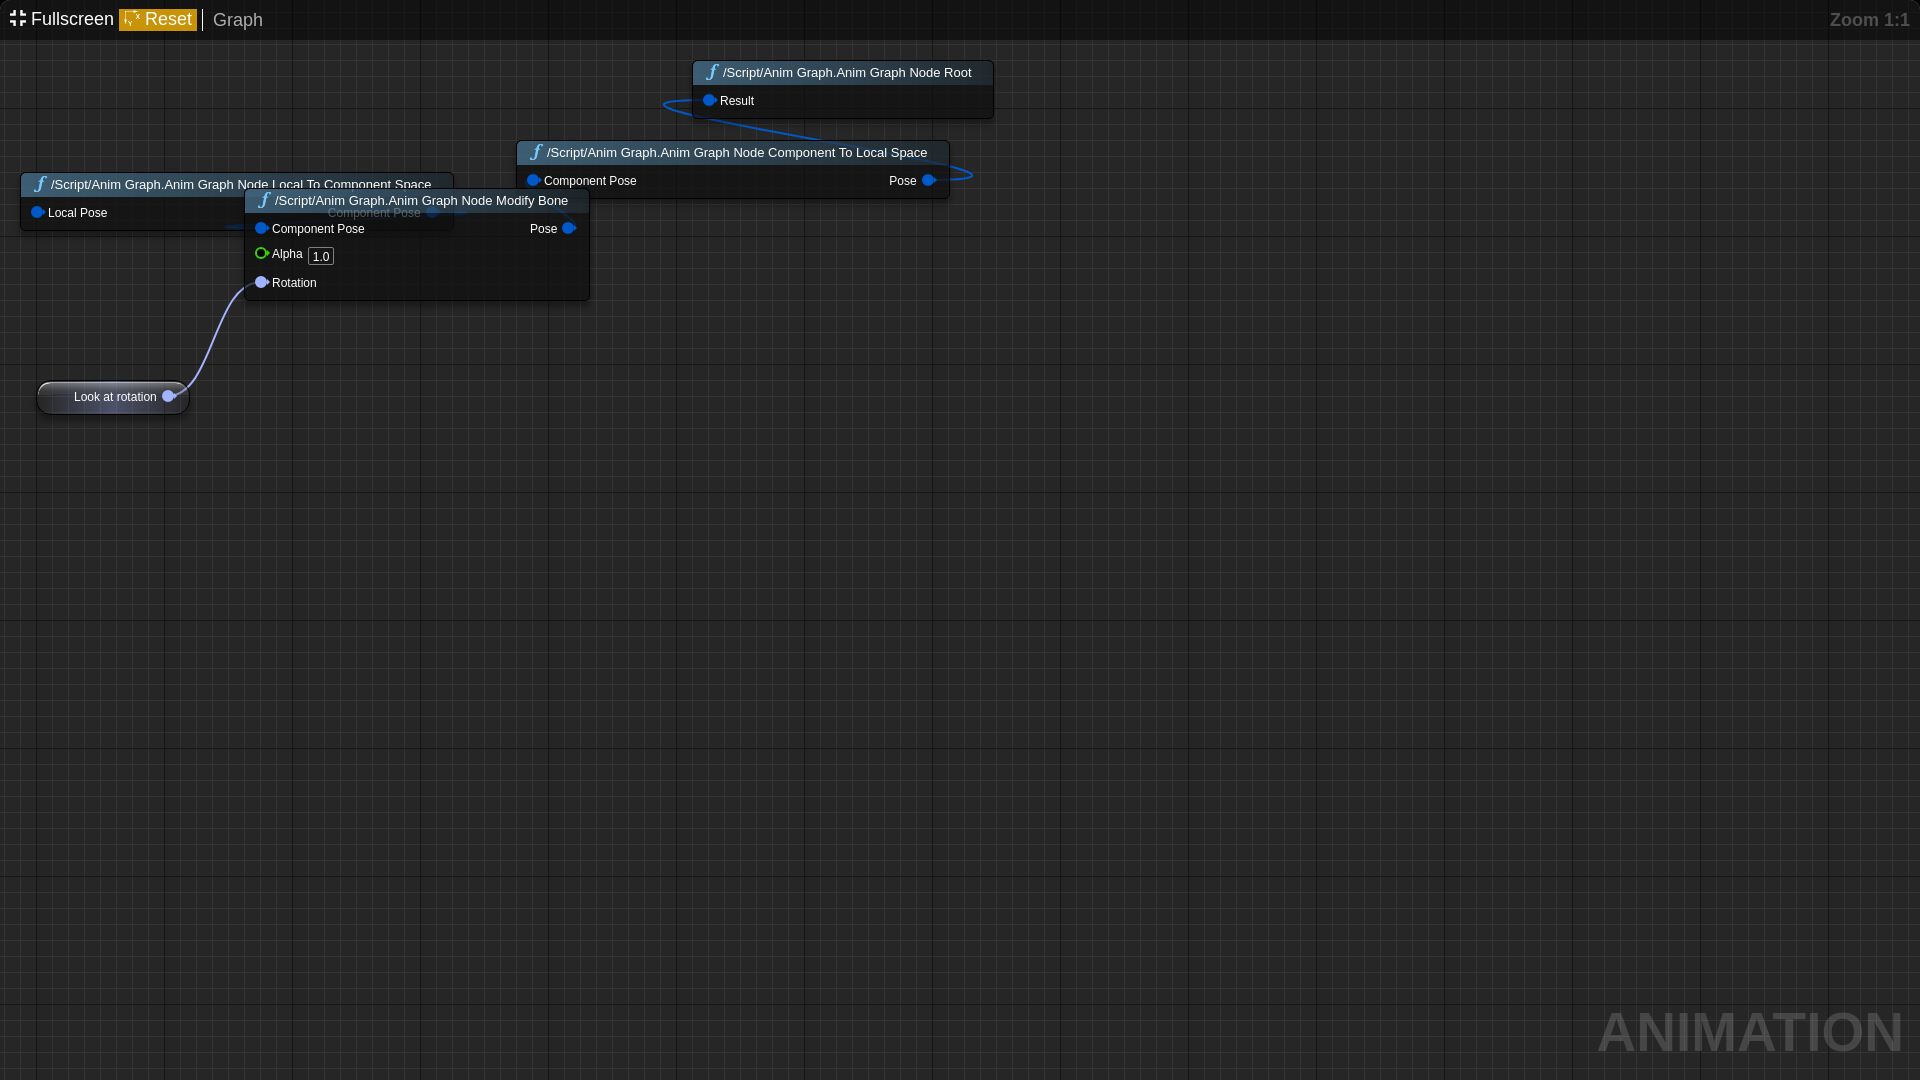 Fullscreen Reset Graph Zoom 1:1
/Script/Anim Graph.Anim Graph Node Root
Result
/Script/Anim Graph.Anim Graph Node Component To Local Space
Component Pose Pose
/Script/Anim Graph.Anim Graph Node Local To Component Space
Local Pose Component Pose
/Script/Anim Graph.Anim Graph Node Modify Bone
Component Pose Pose
Alpha 1.0
Rotation
Look at rotation
ANIMATION